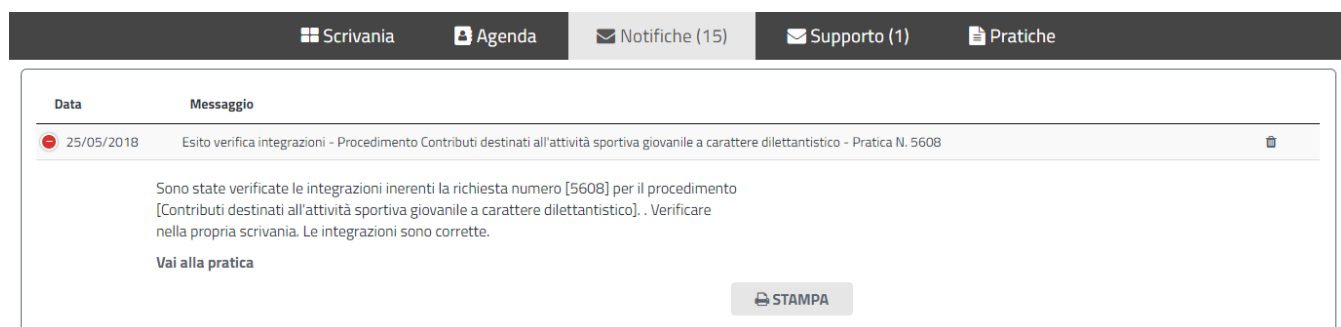 Scrivania Agenda Notifiche (15) Supporto (1) Pratiche
Data Messaggio
25/05/2018 Esito verifica integrazioni - Procedimento Contributi destinati all'attività sportiva giovanile a carattere dilettantistico - Pratica N. 5608
Sono state verificate le integrazioni inerenti la richiesta numero [5608] per il procedimento
[Contributi destinati all'attività sportiva giovanile a carattere dilettantistico]. . Verificare
nella propria scrivania. Le integrazioni sono corrette.
Vai alla pratica
STAMPA